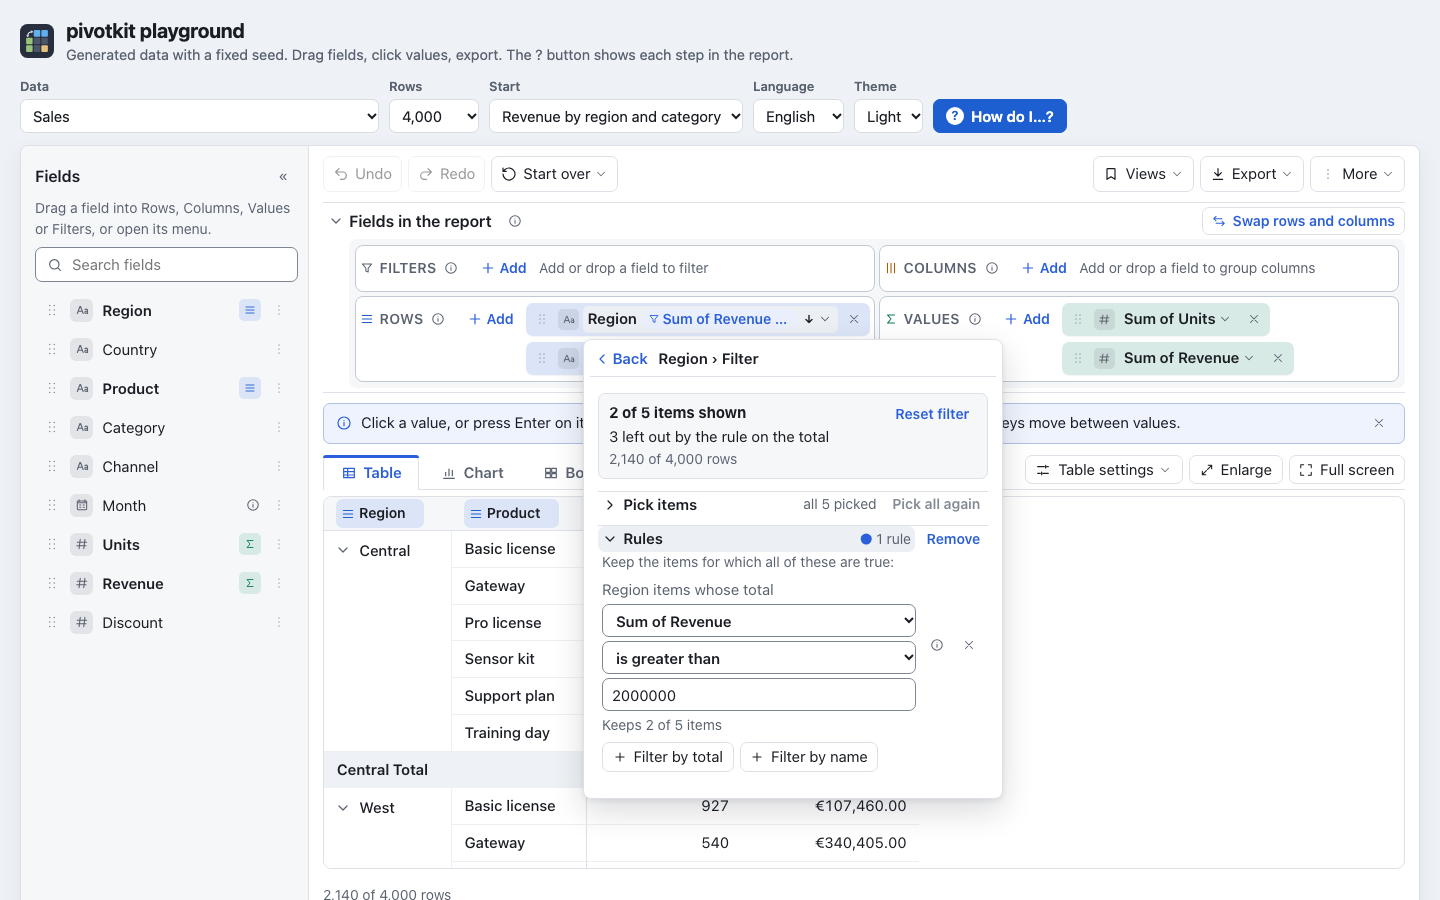 pivotkit playground
Generated data with a fixed seed. Drag fields, click values, export. The ? button shows each step in the report.
Data
Rows
Start
Language
Theme
Sales
4,000
Revenue by region and category
English
Light
? How do I...?
Fields
«
Drag a field into Rows, Columns, Values
or Filters, or open its menu.
Search fields
Aa Region
Aa Country
Aa Product
Aa Category
Aa Channel
Month
# Units Σ
# Revenue Σ
# Discount
Undo
Redo
Start over
Views
Export
More
Fields in the report
Swap rows and columns
FILTERS
+ Add
Add or drop a field to filter
COLUMNS
+ Add
Add or drop a field to group columns
ROWS
+ Add
Aa Region
Sum of Revenue ...
Aa
Σ VALUES
+ Add
# Sum of Units
# Sum of Revenue
Back
Region › Filter
2 of 5 items shown
Reset filter
3 left out by the rule on the total
2,140 of 4,000 rows
Pick items
all 5 picked
Pick all again
Rules
1 rule
Remove
Keep the items for which all of these are true:
Region items whose total
Sum of Revenue
is greater than
2000000
Keeps 2 of 5 items
+ Filter by total
+ Filter by name
Click a value, or press Enter on it
eys move between values.
Table
Chart
Bo
Table settings
Enlarge
Full screen
Region
Product
Central
Basic license
Gateway
Pro license
Sensor kit
Support plan
Training day
Central Total
West
Basic license
927
€107,460.00
Gateway
540
€340,405.00
2,140 of 4,000 rows